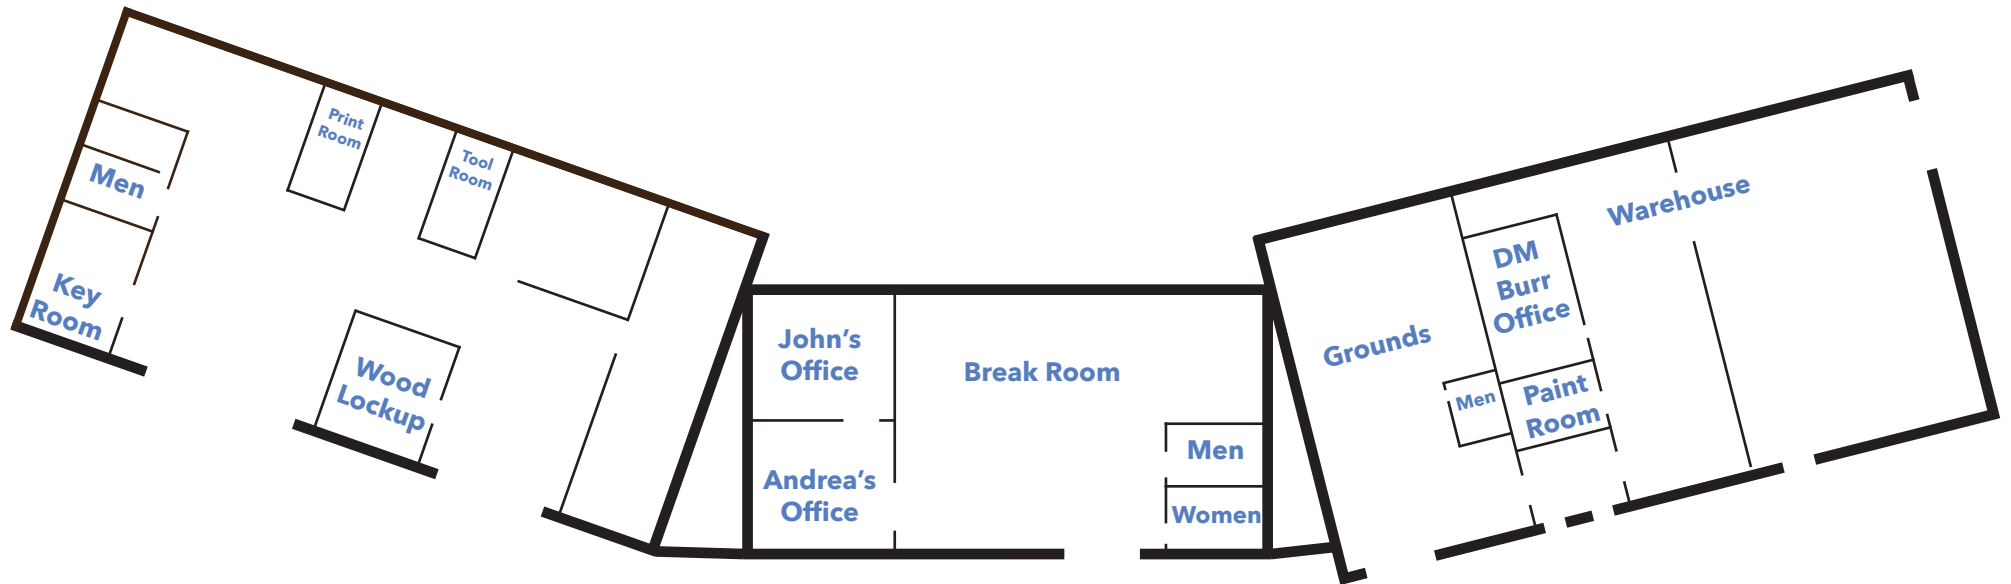 Print
Room
Tool
Room
Men
Key
Room
Wood
Lockup
John's
Office
Andrea's
Office
Break Room
Men
Women
Grounds
Men
DM
Burr
Office
Paint
Room
Warehouse